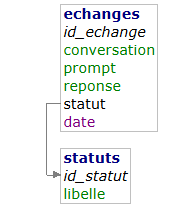 echanges
id_echange
conversation
prompt
reponse
statut
date
statuts
id_statut
libelle